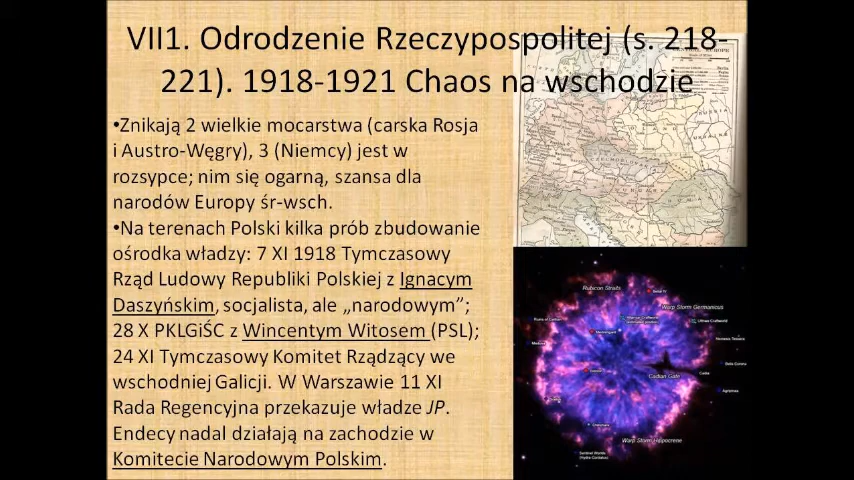 VII1. Odrodzenie Rzeczypospolitej (s. 218-
221). 1918-1921 Chaos na wschodzie
•Znikają 2 wielkie mocarstwa (carska Rosja
i Austro-Węgry), 3 (Niemcy) jest w
rozsypce; nim się ogarną, szansa dla
narodów Europy śr-wsch.
•Na terenach Polski kilka prób zbudowanie
ośrodka władzy: 7 XI 1918 Tymczasowy
Rząd Ludowy Republiki Polskiej z Ignacym
Daszyńskim, socjalista, ale „narodowym”;
28 X PKLGiŚC z Wincentym Witosem (PSL);
24 XI Tymczasowy Komitet Rządzący we
wschodniej Galicji. W Warszawie 11 XI
Rada Regencyjna przekazuje władze JP.
Endecy nadal działają na zachodzie w
Komitecie Narodowym Polskim.
Rubicon Straits
Warp Storm Germanicus
Cadian Gate
Warp Storm Hippocrene